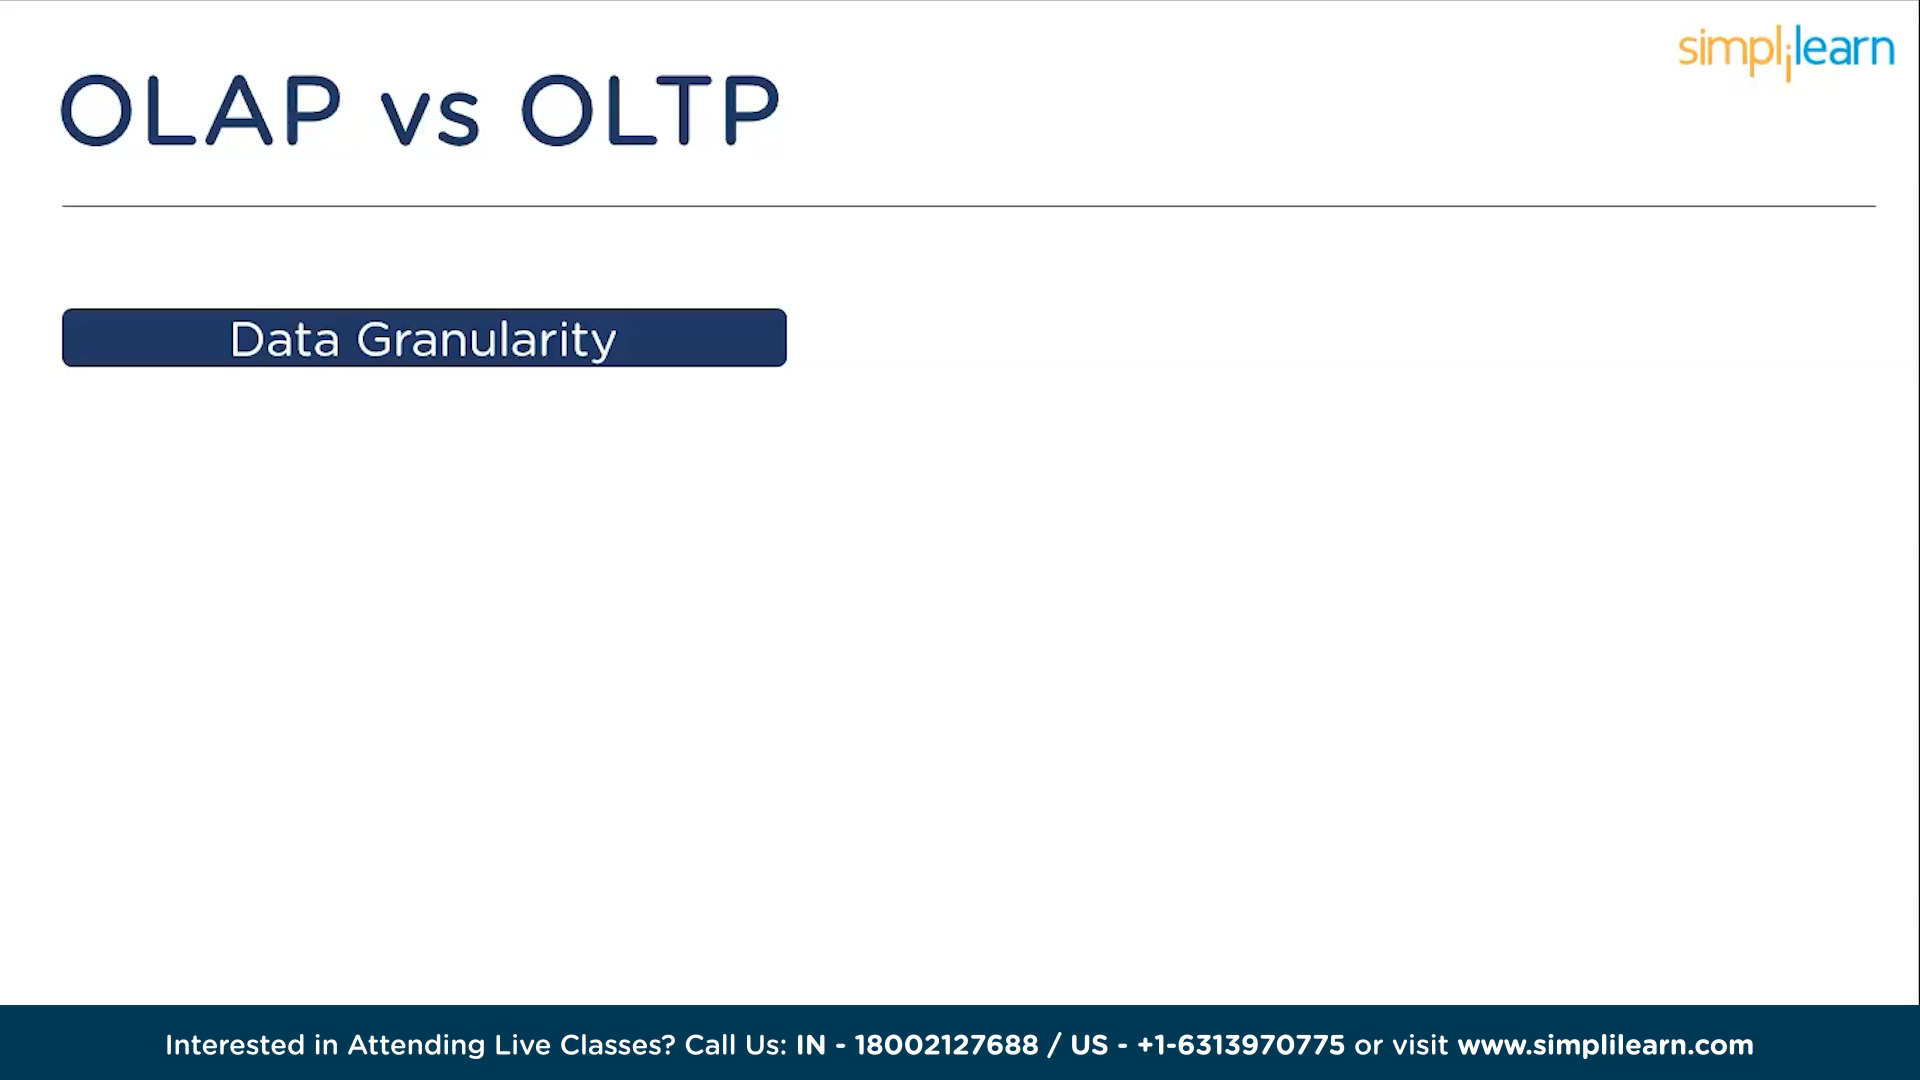 simplilearn
OLAP vs OLTP
Data Granularity
Interested in Attending Live Classes? Call Us: IN - 18002127688 / US - +1-6313970775 or visit www.simplilearn.com